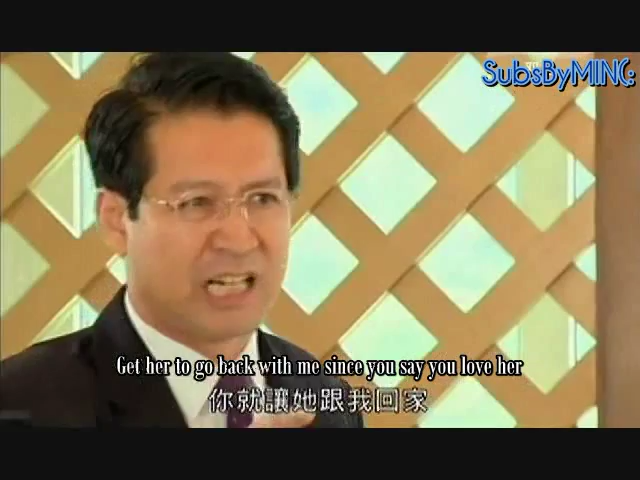 SubsByMINC:
Get her to go back with me since you say you love her
你就讓她跟我回家